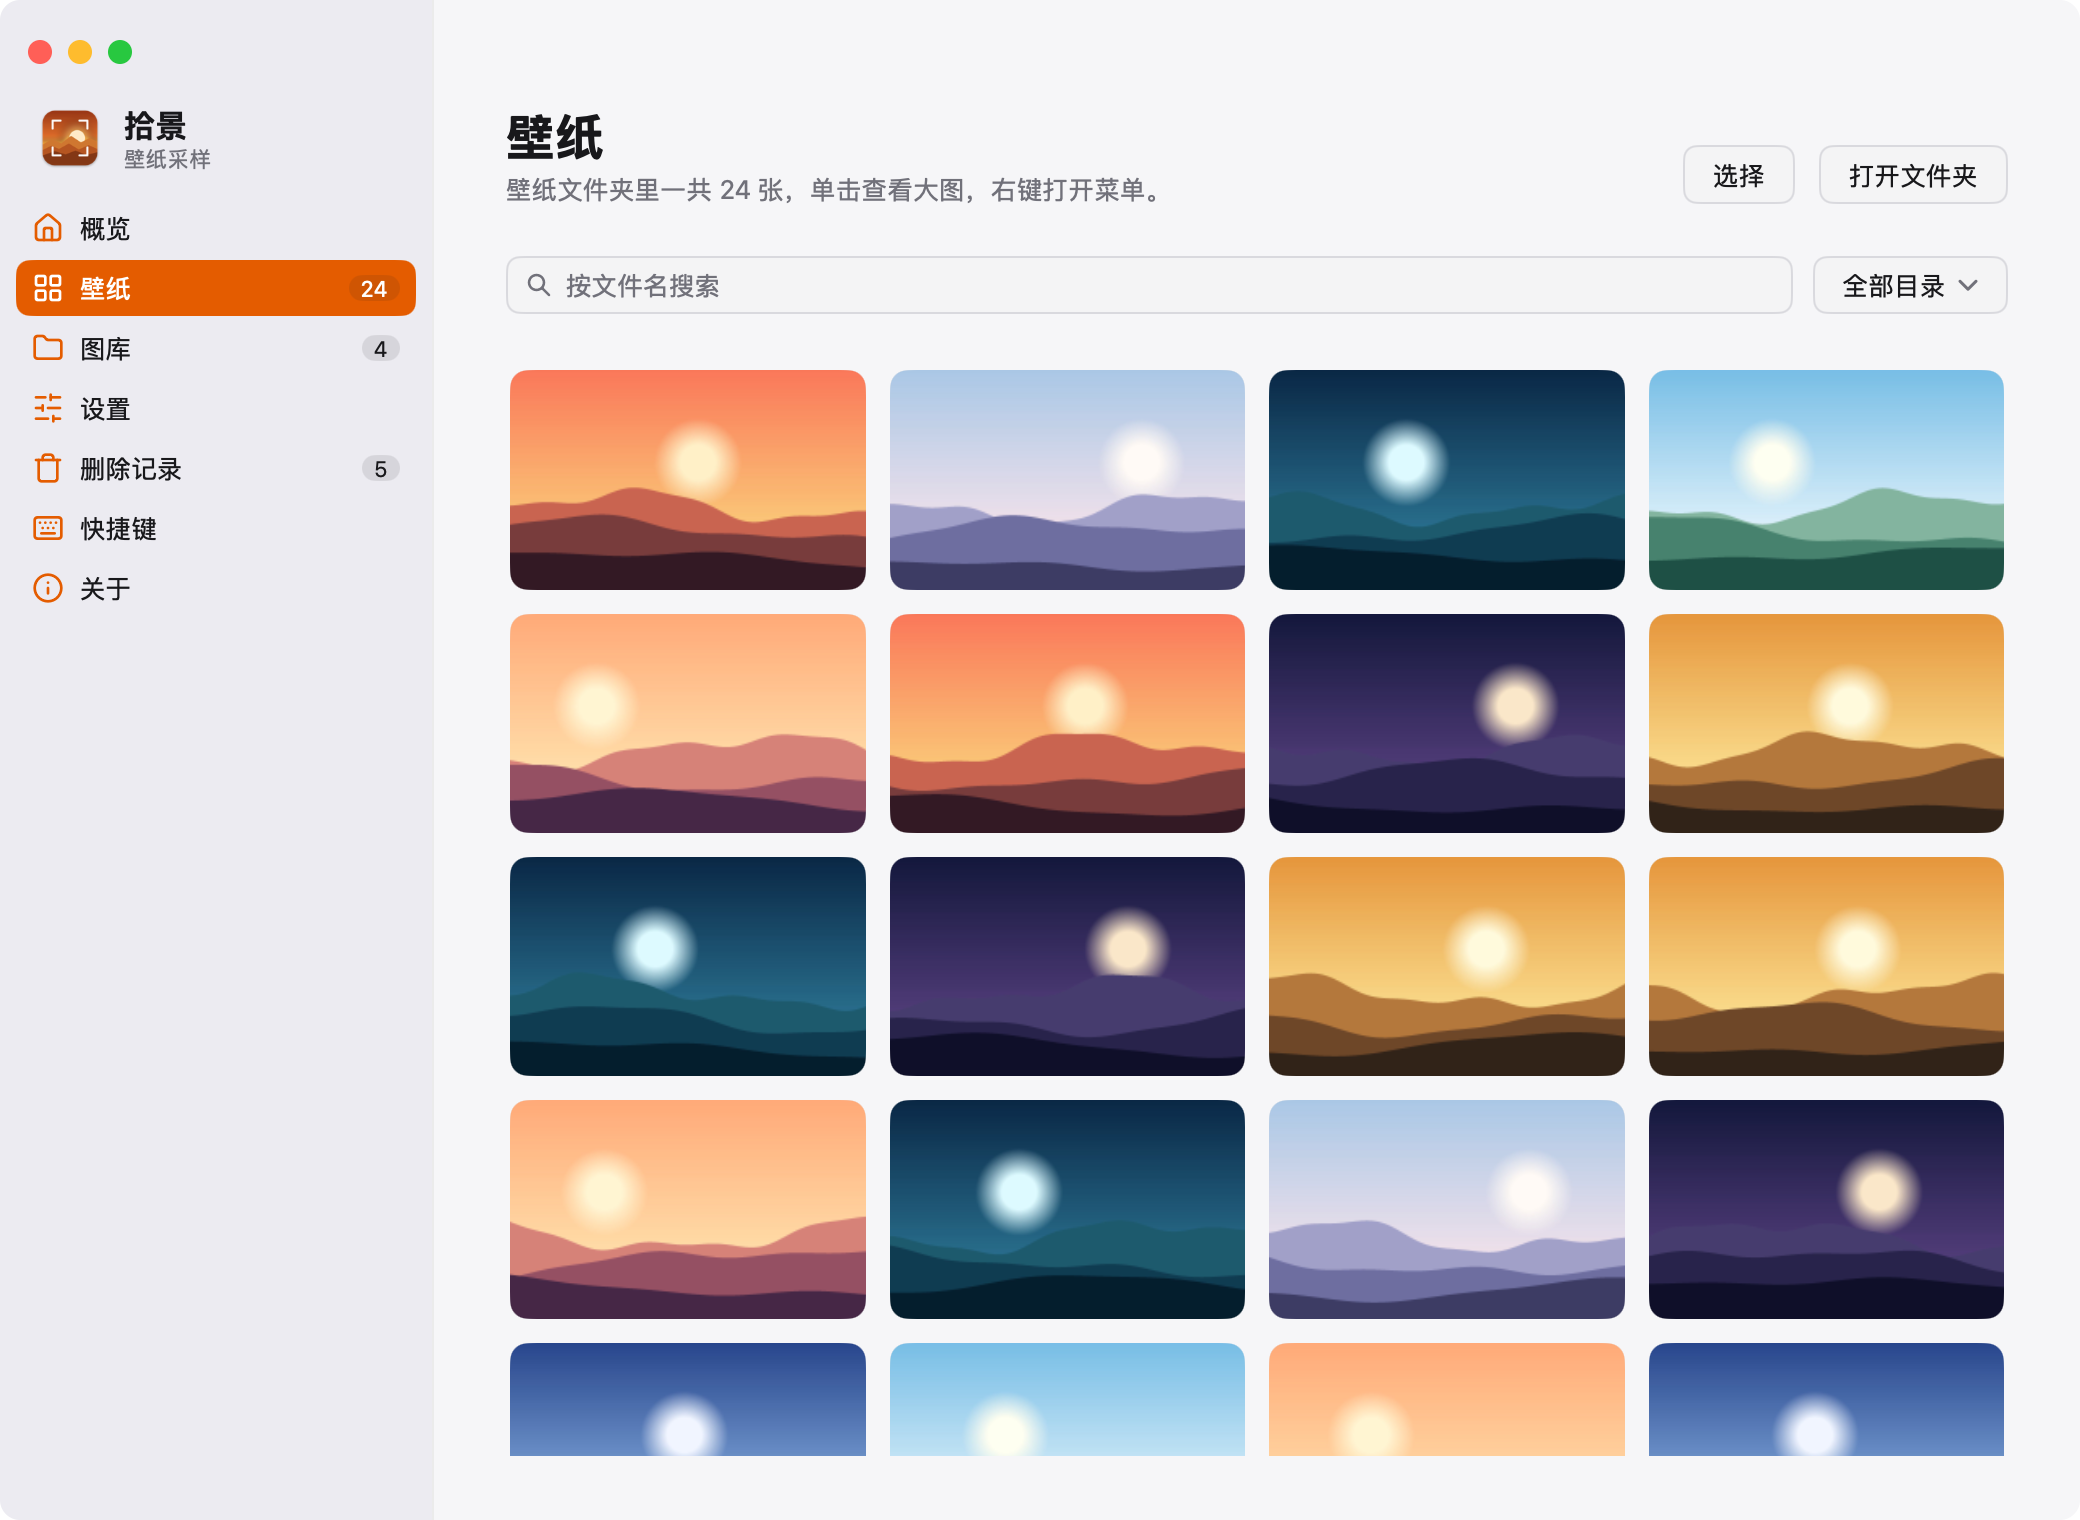 拾景
壁纸采样
概览
壁纸 24
图库 4
设置
删除记录 5
快捷键
关于
壁纸
壁纸文件夹里一共 24 张，单击查看大图，右键打开菜单。
选择
打开文件夹
按文件名搜索
全部目录